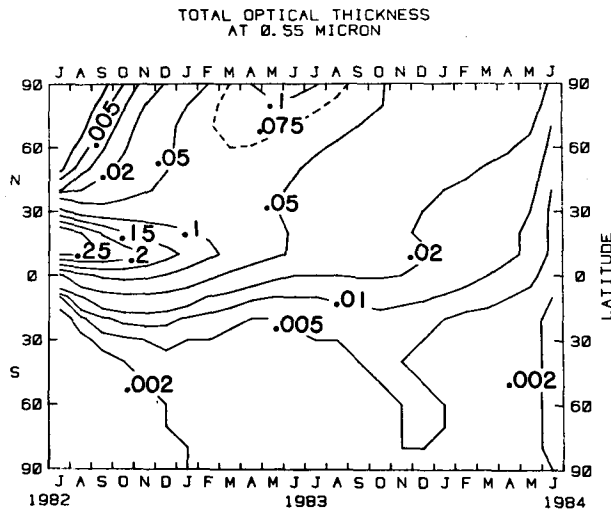 TOTAL OPTICAL THICKNESS
AT 0.55 MICRON
J A S O N D J F M A M J J A S O N D J F M A M J
90 90
.1
.005
.075
60 60
.02 .05
N
30 .05 30
.15 .1
.25 .2 .02
0 0
LATITUDE
.01
.005
30 30
S
.002 .002
60 60
90 90
J A S O N D J F M A M J J A S O N D J F M A M J
1982 1983 1984